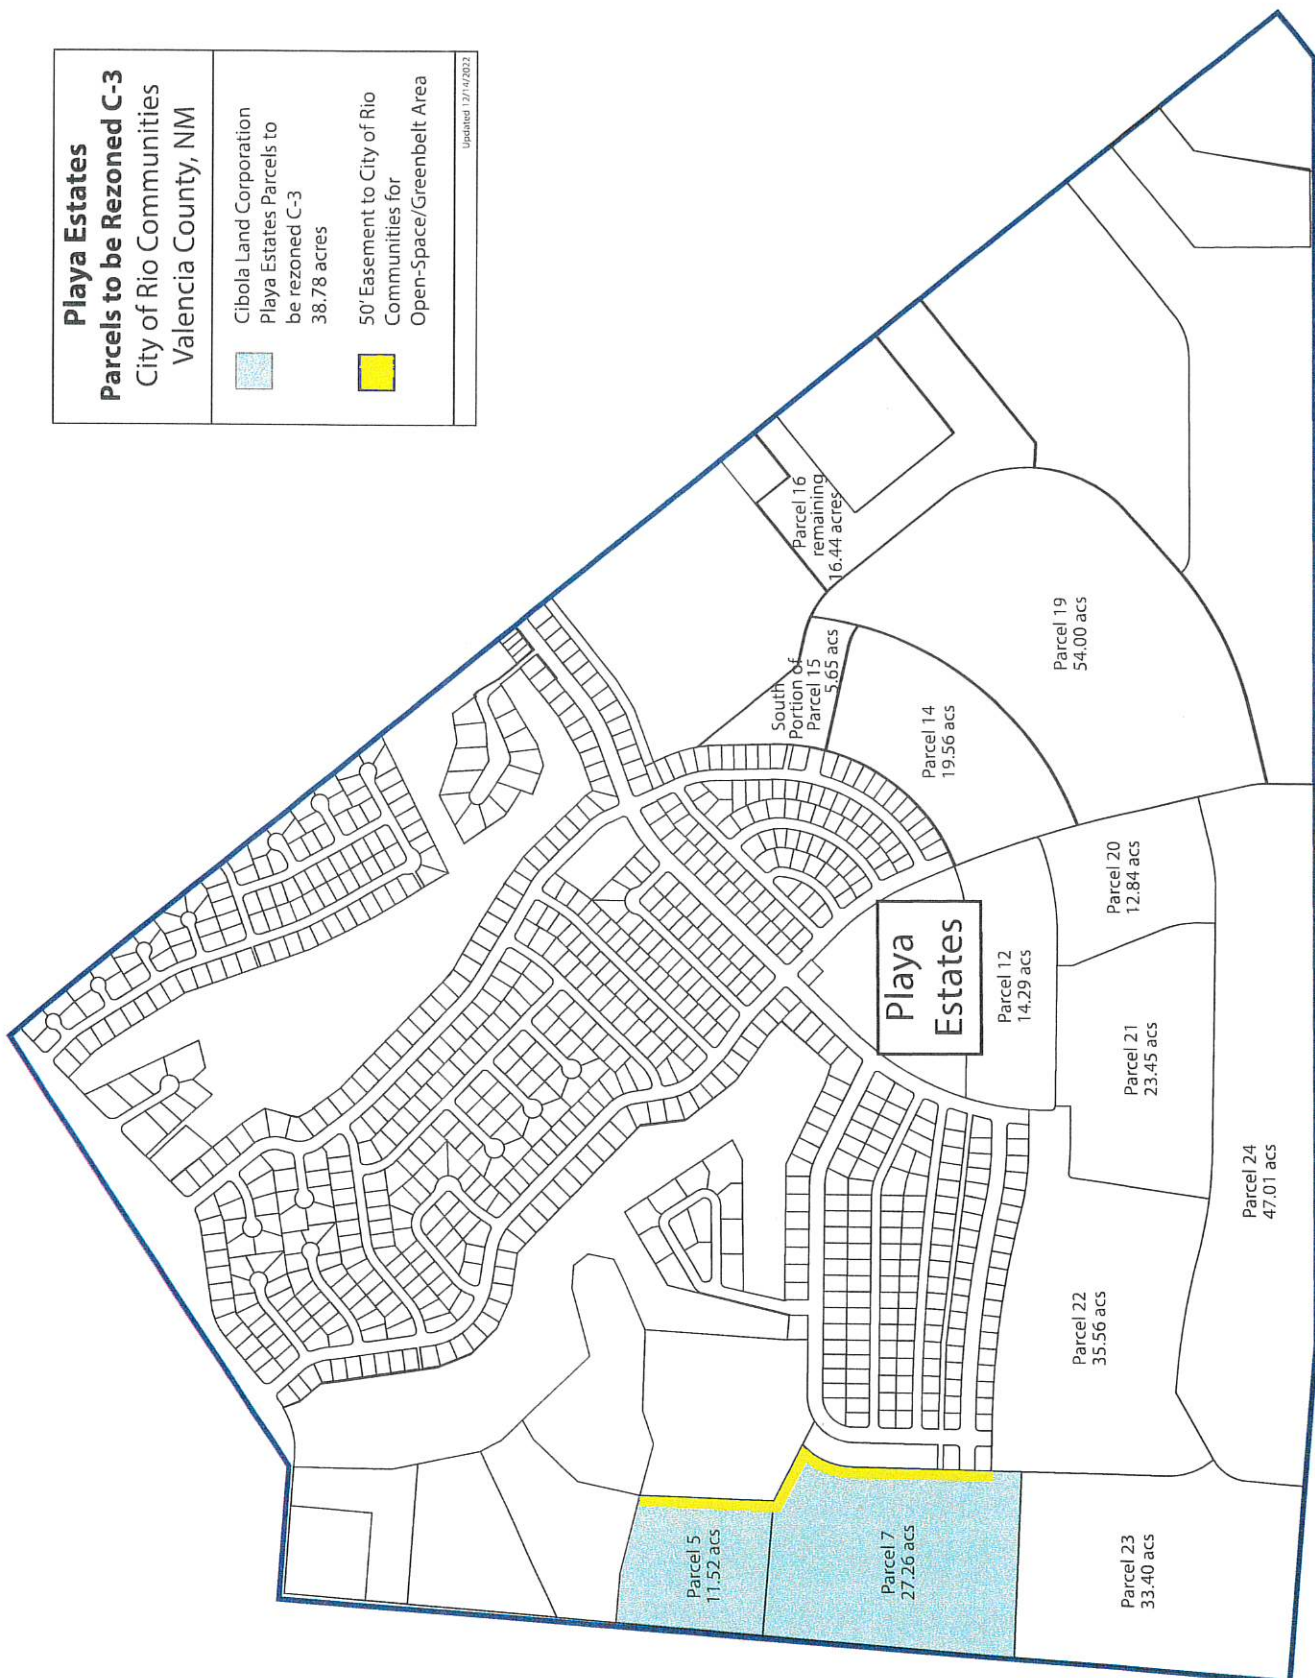 Playa Estates
Parcels to be Rezoned C-3
City of Rio Communities
Valencia County, NM
Cibola Land Corporation
Playa Estates Parcels to
be rezoned C-3
38.78 acres
50' Easement to City of Rio
Communities for
Open-Space/Greenbelt Area
Updated 12/14/2022
Parcel 16
remaining
16.44 acres
South
Portion of
Parcel 15
5.65 acs
Parcel 19
54.00 acs
Parcel 14
19.56 acs
Parcel 20
12.84 acs
Playa
Estates
Parcel 12
14.29 acs
Parcel 21
23.45 acs
Parcel 24
47.01 acs
Parcel 22
35.56 acs
Parcel 5
11.52 acs
Parcel 7
27.26 acs
Parcel 23
33.40 acs